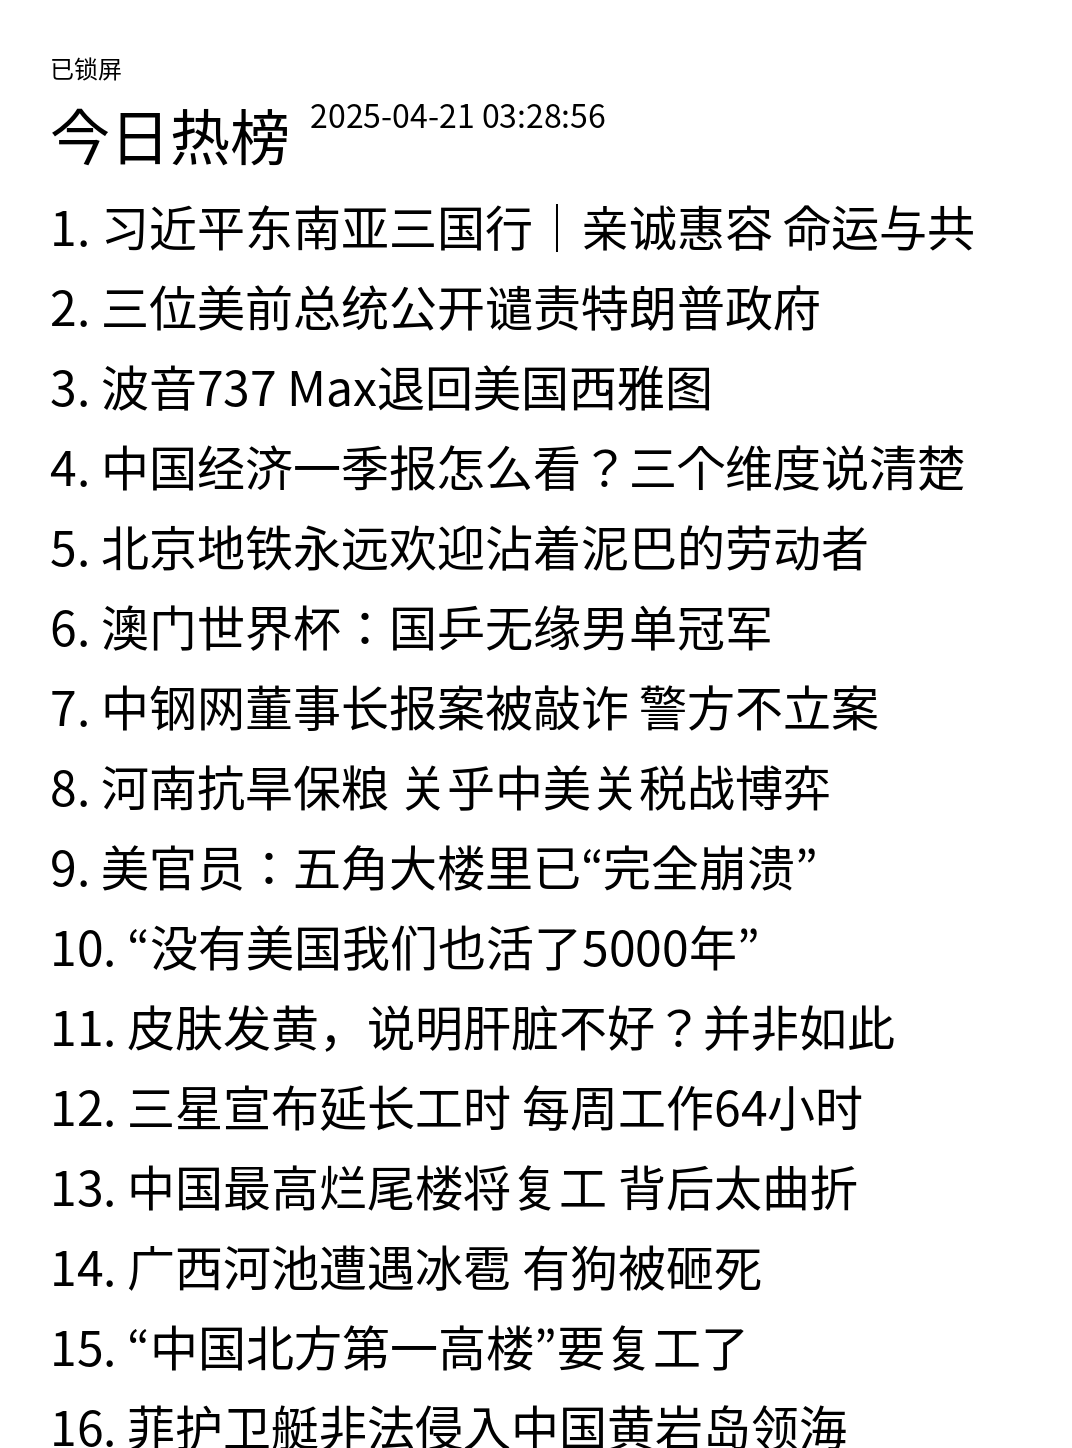 已锁屏
今日热榜 2025-04-21 03:28:56
1. 习近平东南亚三国行｜亲诚惠容 命运与共
2. 三位美前总统公开谴责特朗普政府
3. 波音737 Max退回美国西雅图
4. 中国经济一季报怎么看？三个维度说清楚
5. 北京地铁永远欢迎沾着泥巴的劳动者
6. 澳门世界杯：国乒无缘男单冠军
7. 中钢网董事长报案被敲诈 警方不立案
8. 河南抗旱保粮 关乎中美关税战博弈
9. 美官员：五角大楼里已“完全崩溃”
10. “没有美国我们也活了5000年”
11. 皮肤发黄，说明肝脏不好？并非如此
12. 三星宣布延长工时 每周工作64小时
13. 中国最高烂尾楼将复工 背后太曲折
14. 广西河池遭遇冰雹 有狗被砸死
15. “中国北方第一高楼”要复工了
16. 菲护卫艇非法侵入中国黄岩岛领海